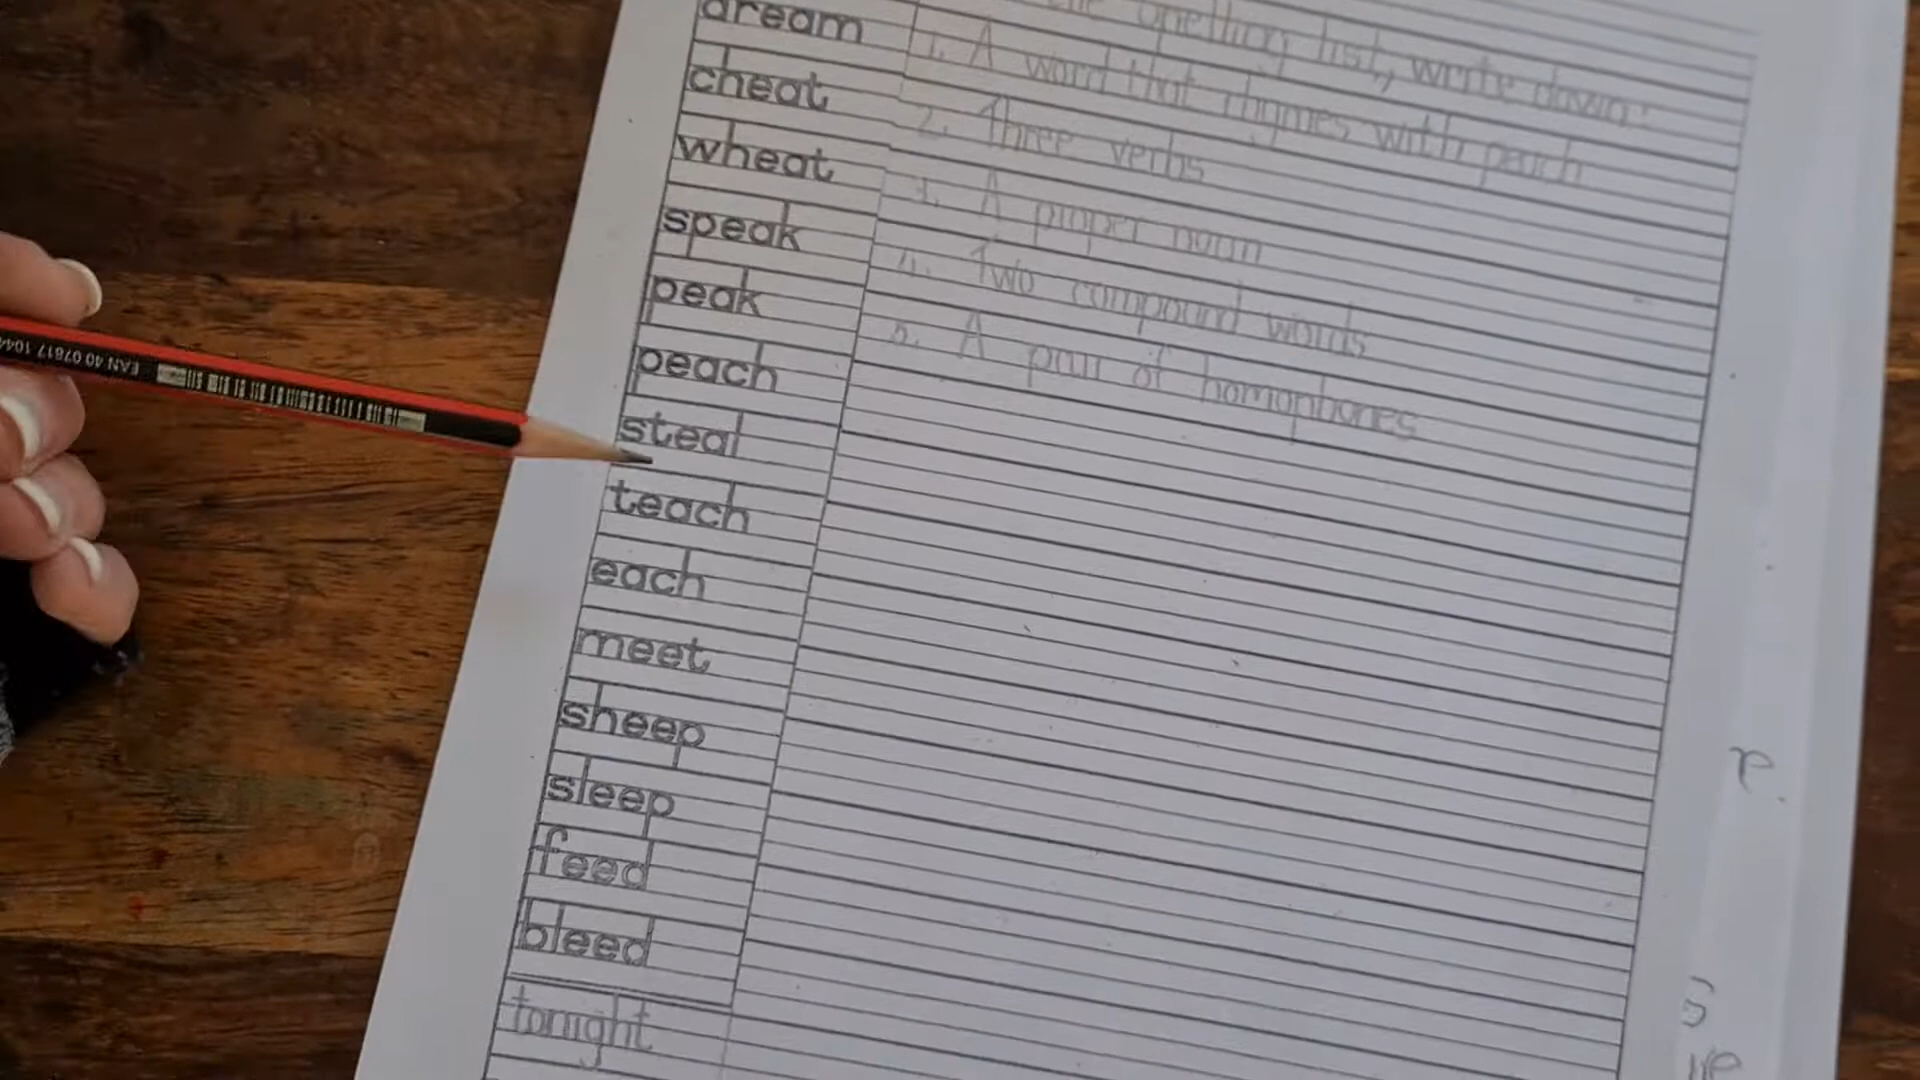 dream
cheat
wheat
speak
peak
peach
steal
teach
each
meet
sheep
sleep
feed
bleed
tonight
the spelling list, write down:
1. A word that rhymes with peach
2. Three verbs
3. A proper noun
4. Two compound words
5. A pair of homophones